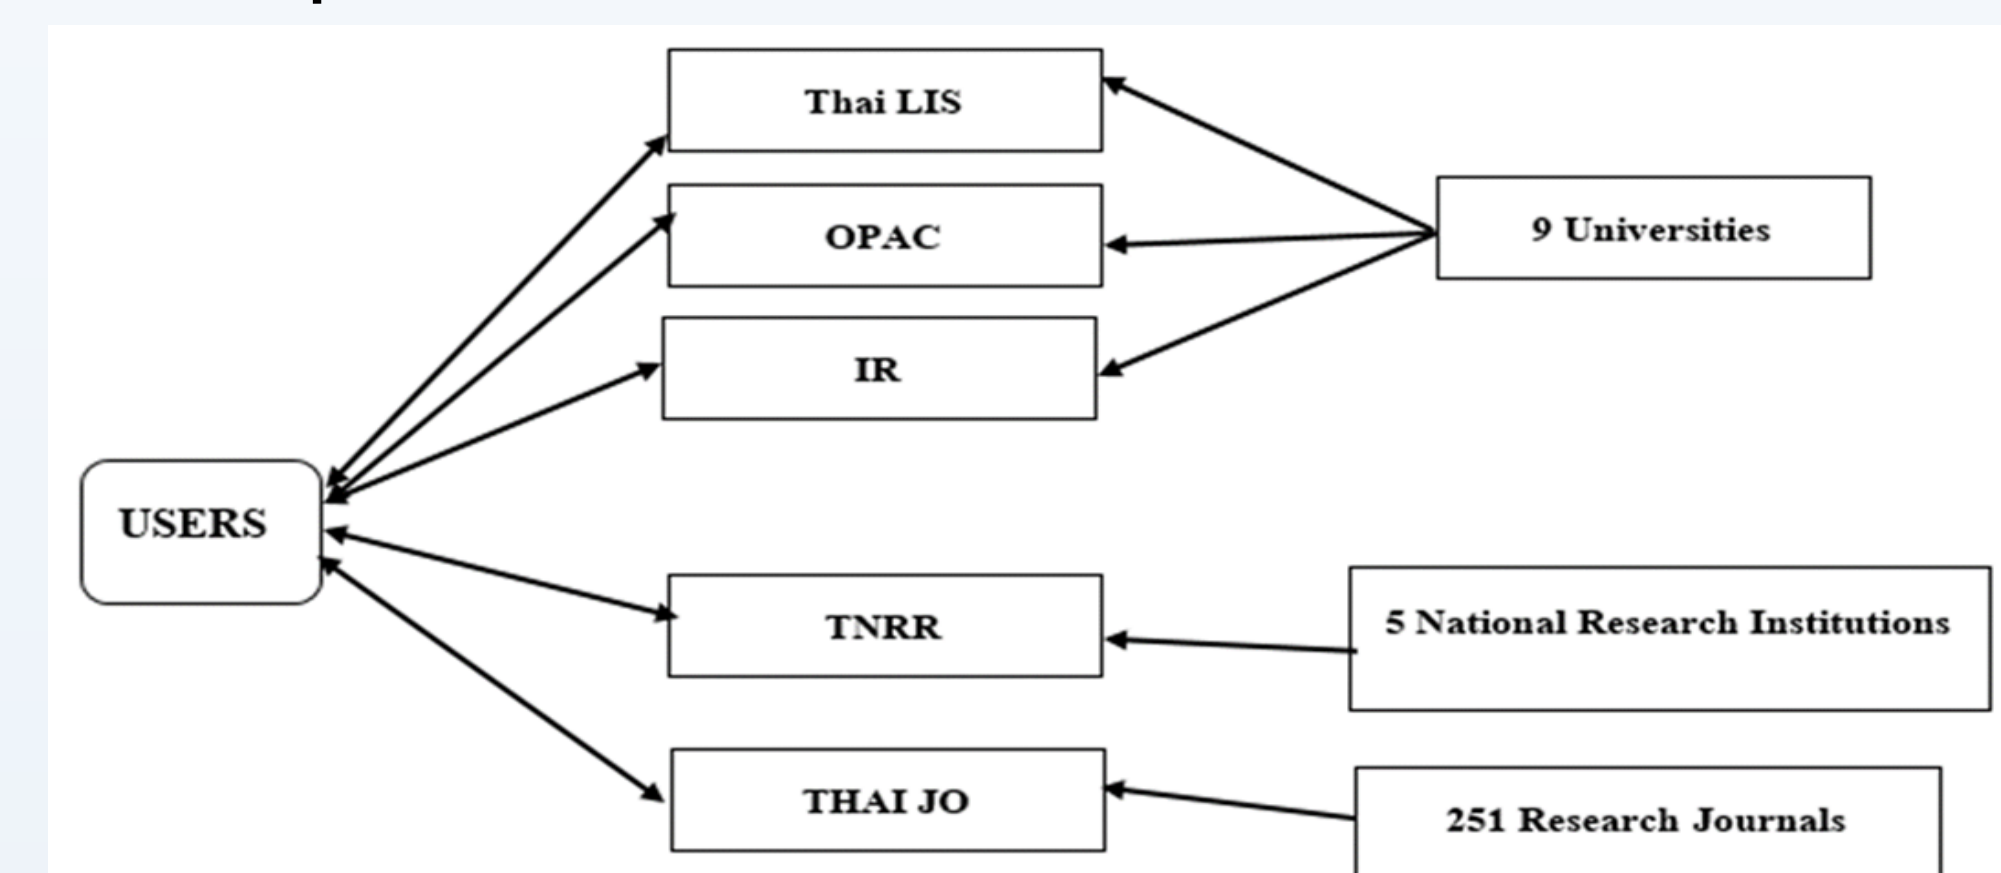 Thai LIS
OPAC
9 Universities
IR
USERS
TNRR
5 National Research Institutions
THAI JO
251 Research Journals